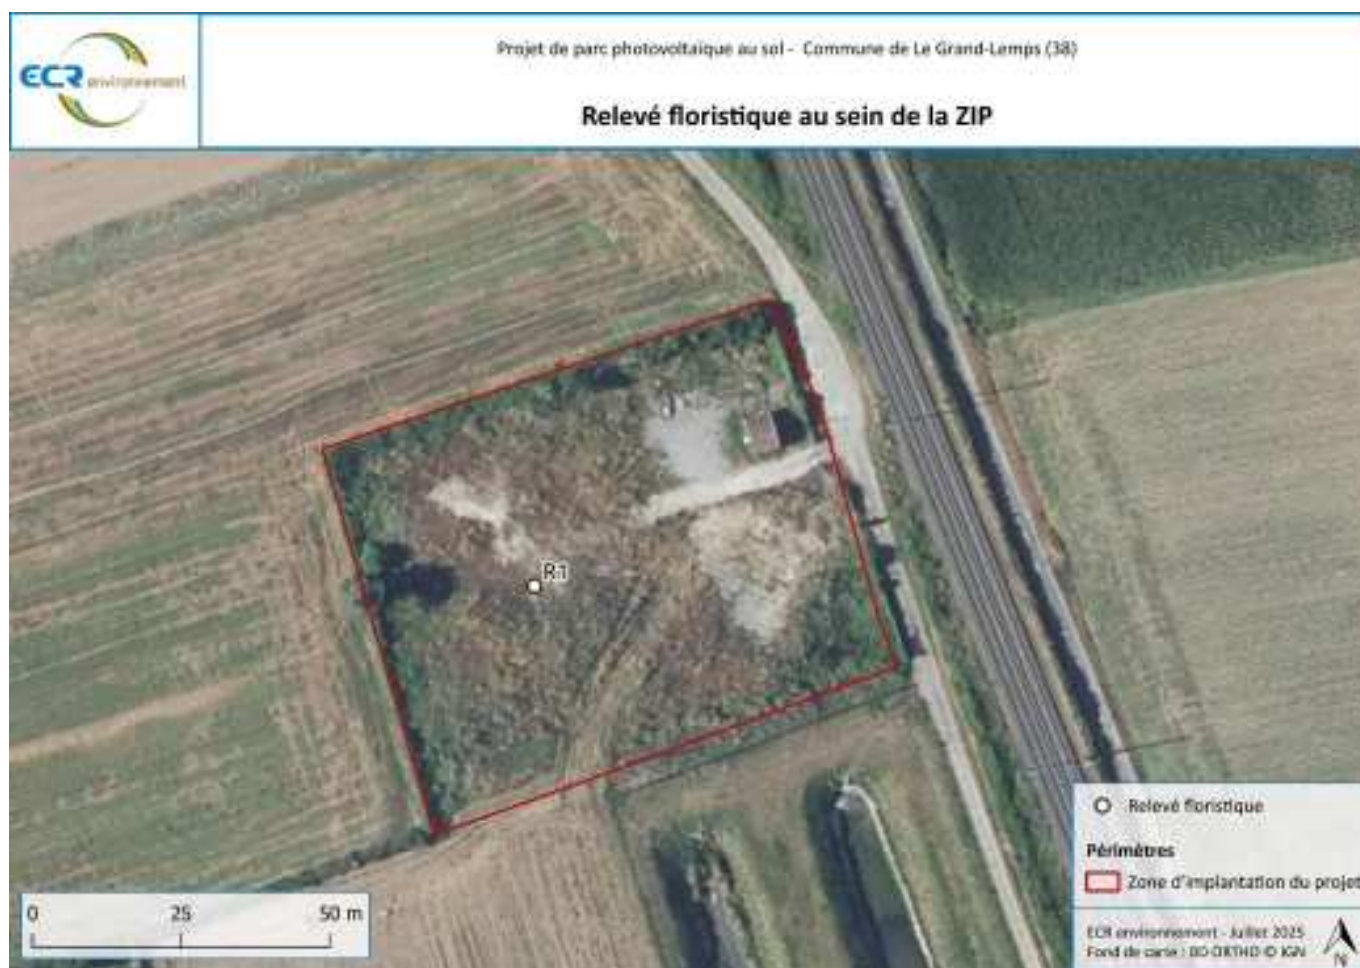 ECR environnement
Projet de parc photovoltaïque au sol - Commune de Le Grand-Lemps (38)
Relevé floristique au sein de la ZIP
R1
Relevé floristique
Périmètres
Zone d'implantation du projet
0 25 50 m
ECR environnement - Juillet 2025
Fond de carte : BD ORTHO © IGN
N